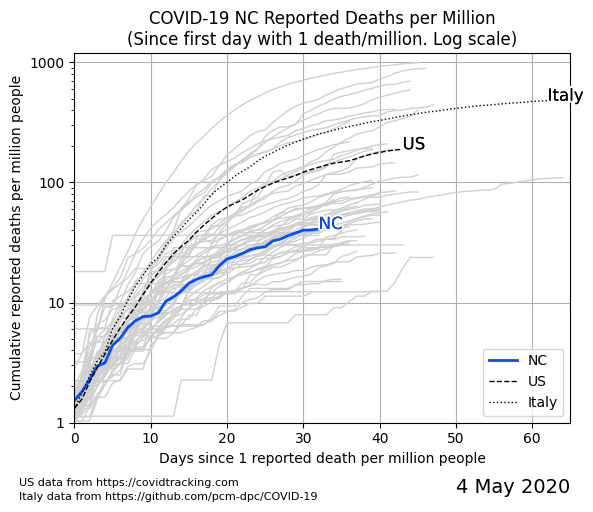 COVID-19 NC Reported Deaths per Million
(Since first day with 1 death/million. Log scale)
Cumulative reported deaths per million people
1000
100
10
1
Italy
US
NC
NC
US
Italy
0 10 20 30 40 50 60
Days since 1 reported death per million people
US data from https://covidtracking.com
Italy data from https://github.com/pcm-dpc/COVID-19
4 May 2020